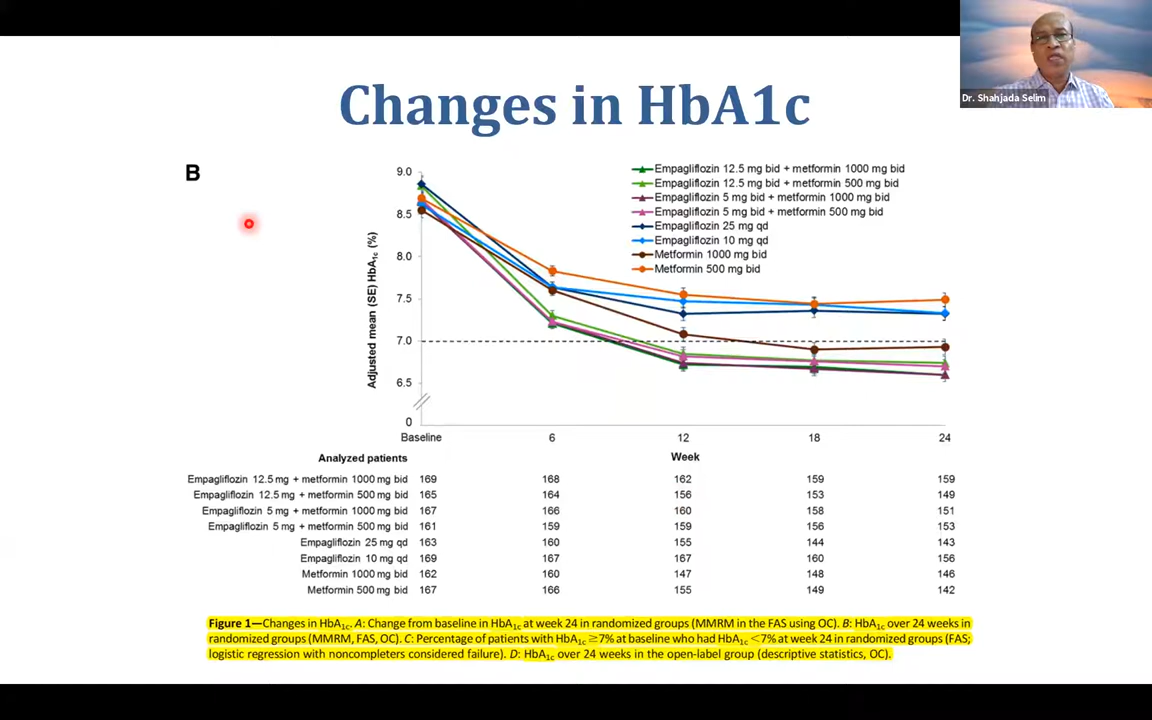 Dr. Shahjada Selim
Changes in HbA1c
B
Adjusted mean (SE) HbA1c (%)
9.0
8.5
8.0
7.5
7.0
6.5
0
Empagliflozin 12.5 mg bid + metformin 1000 mg bid
Empagliflozin 12.5 mg bid + metformin 500 mg bid
Empagliflozin 5 mg bid + metformin 1000 mg bid
Empagliflozin 5 mg bid + metformin 500 mg bid
Empagliflozin 25 mg qd
Empagliflozin 10 mg qd
Metformin 1000 mg bid
Metformin 500 mg bid
Baseline 6 12 18 24
Analyzed patients Week
Empagliflozin 12.5 mg + metformin 1000 mg bid 169 168 162 159 159
Empagliflozin 12.5 mg + metformin 500 mg bid 165 164 156 153 149
Empagliflozin 5 mg + metformin 1000 mg bid 167 166 160 158 151
Empagliflozin 5 mg + metformin 500 mg bid 161 159 159 156 153
Empagliflozin 25 mg qd 163 160 155 144 143
Empagliflozin 10 mg qd 169 167 167 160 156
Metformin 1000 mg bid 162 160 147 148 146
Metformin 500 mg bid 167 166 155 149 142
Figure 1—Changes in HbA1c. A: Change from baseline in HbA1c at week 24 in randomized groups (MMRM in the FAS using OC). B: HbA1c over 24 weeks in
randomized groups (MMRM, FAS, OC). C: Percentage of patients with HbA1c ≥7% at baseline who had HbA1c <7% at week 24 in randomized groups (FAS;
logistic regression with noncompleters considered failure). D: HbA1c over 24 weeks in the open-label group (descriptive statistics, OC).